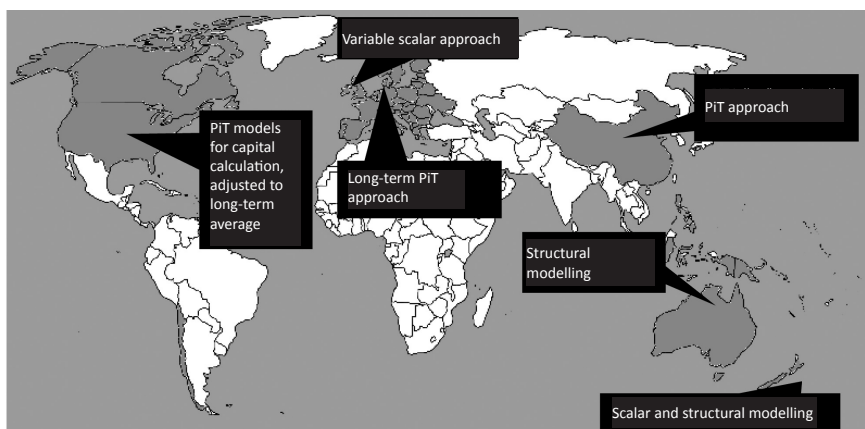 Variable scalar approach
PiT approach
PiT models
for capital
calculation,
adjusted to
long-term
average
Long-term PiT
approach
Structural
modelling
Scalar and structural modelling